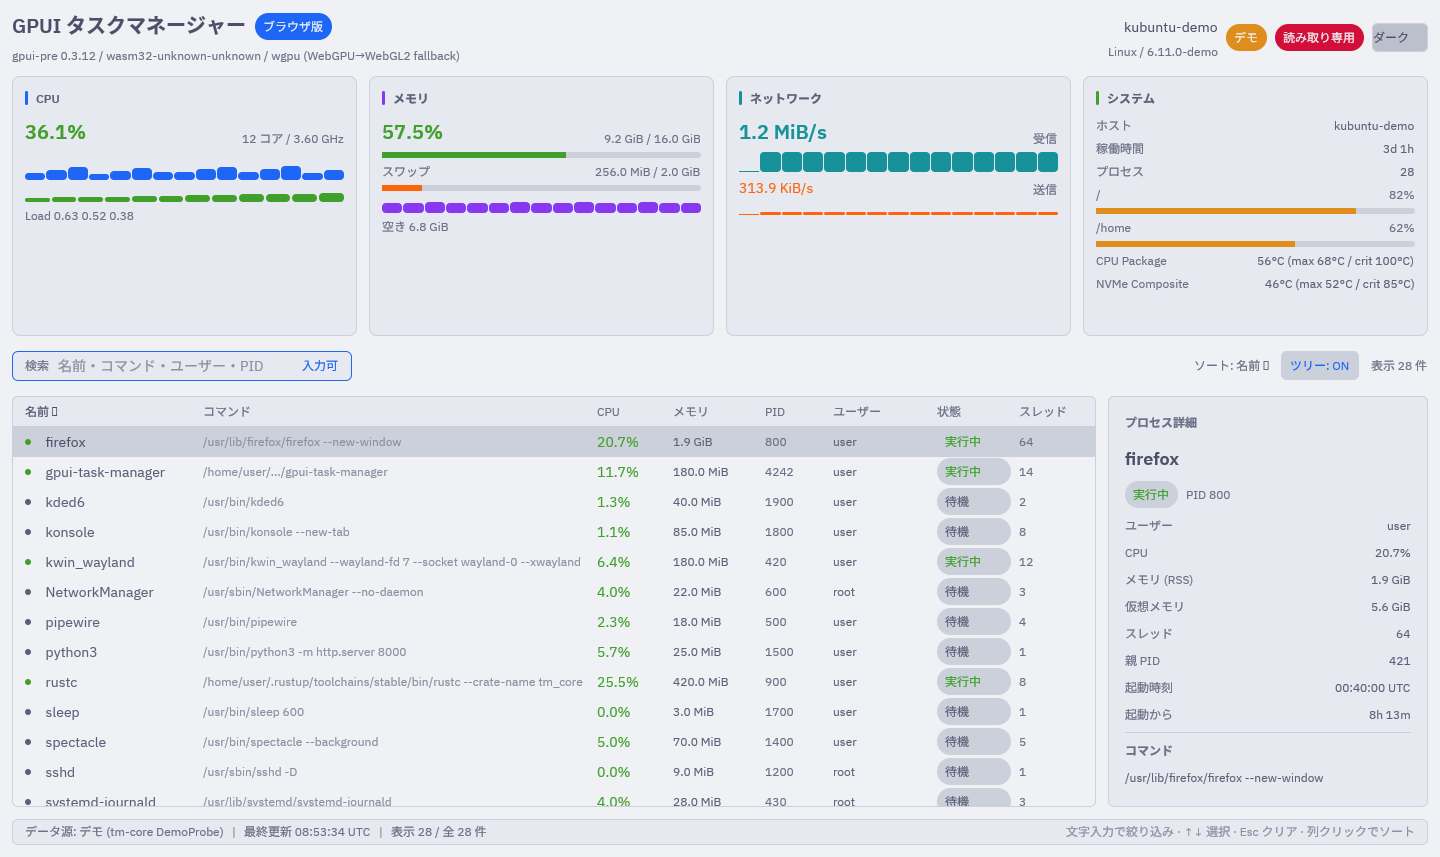 GPUI タスクマネージャー ブラウザ版
gpui-pre 0.3.12 / wasm32-unknown-unknown / wgpu (WebGPU→WebGL2 fallback)
kubuntu-demo
Linux / 6.11.0-demo
デモ 読み取り専用 ダーク
CPU
36.1% 12 コア / 3.60 GHz
Load 0.63 0.52 0.38
メモリ
57.5% 9.2 GiB / 16.0 GiB
スワップ 256.0 MiB / 2.0 GiB
空き 6.8 GiB
ネットワーク
1.2 MiB/s 受信
313.9 KiB/s 送信
システム
ホスト kubuntu-demo
稼働時間 3d 1h
プロセス 28
/ 82%
/home 62%
CPU Package 56°C (max 68°C / crit 100°C)
NVMe Composite 46°C (max 52°C / crit 85°C)
検索 名前・コマンド・ユーザー・PID 入力可
ソート: 名前 ツリー: ON 表示 28 件
名前 コマンド CPU メモリ PID ユーザー 状態 スレッド
firefox /usr/lib/firefox/firefox --new-window 20.7% 1.9 GiB 800 user 実行中 64
gpui-task-manager /home/user/…/gpui-task-manager 11.7% 180.0 MiB 4242 user 実行中 14
kded6 /usr/bin/kded6 1.3% 40.0 MiB 1900 user 待機 2
konsole /usr/bin/konsole --new-tab 1.1% 85.0 MiB 1800 user 待機 8
kwin_wayland /usr/bin/kwin_wayland --wayland-fd 7 --socket wayland-0 --xwayland 6.4% 180.0 MiB 420 user 実行中 12
NetworkManager /usr/sbin/NetworkManager --no-daemon 4.0% 22.0 MiB 600 root 待機 3
pipewire /usr/bin/pipewire 2.3% 18.0 MiB 500 user 待機 4
python3 /usr/bin/python3 -m http.server 8000 5.7% 25.0 MiB 1500 user 待機 1
rustc /home/user/.rustup/toolchains/stable/bin/rustc --crate-name tm_core 25.5% 420.0 MiB 900 user 実行中 8
sleep /usr/bin/sleep 600 0.0% 3.0 MiB 1700 user 待機 1
spectacle /usr/bin/spectacle --background 5.0% 70.0 MiB 1400 user 待機 5
sshd /usr/sbin/sshd -D 0.0% 9.0 MiB 1200 root 待機 1
systemd-journald /usr/lib/systemd/systemd-journald 4.0% 28.0 MiB 430 root 待機 3
プロセス詳細
firefox
実行中 PID 800
ユーザー user
CPU 20.7%
メモリ (RSS) 1.9 GiB
仮想メモリ 5.6 GiB
スレッド 64
親 PID 421
起動時刻 00:40:00 UTC
起動から 8h 13m
コマンド
/usr/lib/firefox/firefox --new-window
データ源: デモ (tm-core DemoProbe) | 最終更新 08:53:34 UTC | 表示 28 / 全 28 件
文字入力で絞り込み · ↑↓ 選択 · Esc クリア · 列クリックでソート